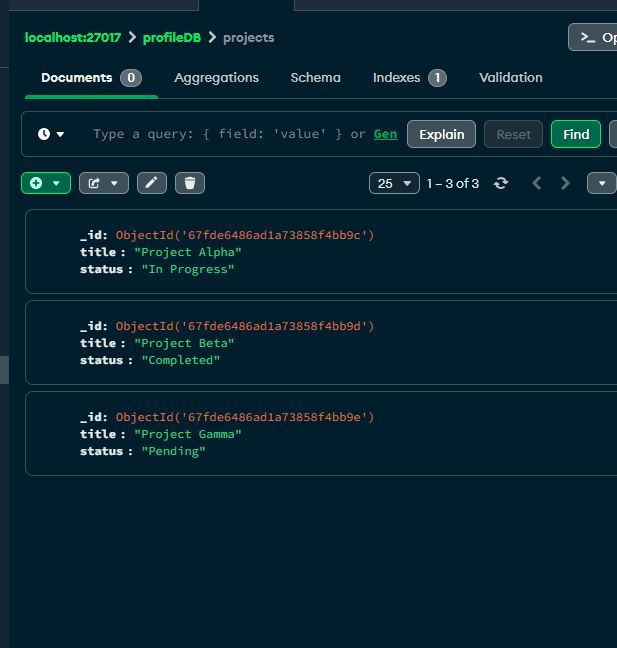 localhost:27017 > profileDB > projects
>_ Op
Documents 0 Aggregations Schema Indexes 1 Validation
Type a query: { field: 'value' } or Gen Explain Reset Find
25 1 – 3 of 3
_id: ObjectId('67fde6486ad1a73858f4bb9c')
title : "Project Alpha"
status : "In Progress"
_id: ObjectId('67fde6486ad1a73858f4bb9d')
title : "Project Beta"
status : "Completed"
_id: ObjectId('67fde6486ad1a73858f4bb9e')
title : "Project Gamma"
status : "Pending"